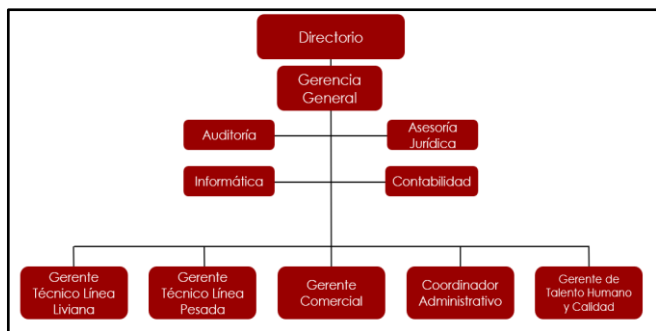 Directorio
Gerencia
General
Auditoría
Asesoría
Jurídica
Informática
Contabilidad
Gerente
Técnico Línea
Liviana
Gerente
Técnico Línea
Pesada
Gerente
Comercial
Coordinador
Administrativo
Gerente de
Talento Humano
y Calidad